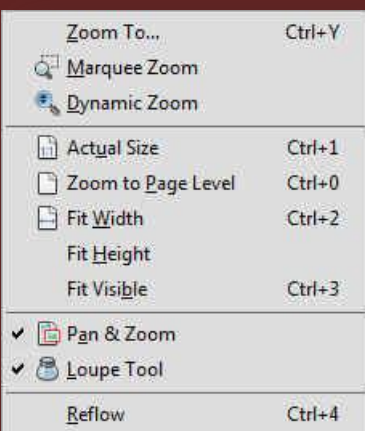 Zoom To... Ctrl+Y
Marquee Zoom
Dynamic Zoom
Actual Size Ctrl+1
Zoom to Page Level Ctrl+0
Fit Width Ctrl+2
Fit Height
Fit Visible Ctrl+3
Pan & Zoom
Loupe Tool
Reflow Ctrl+4